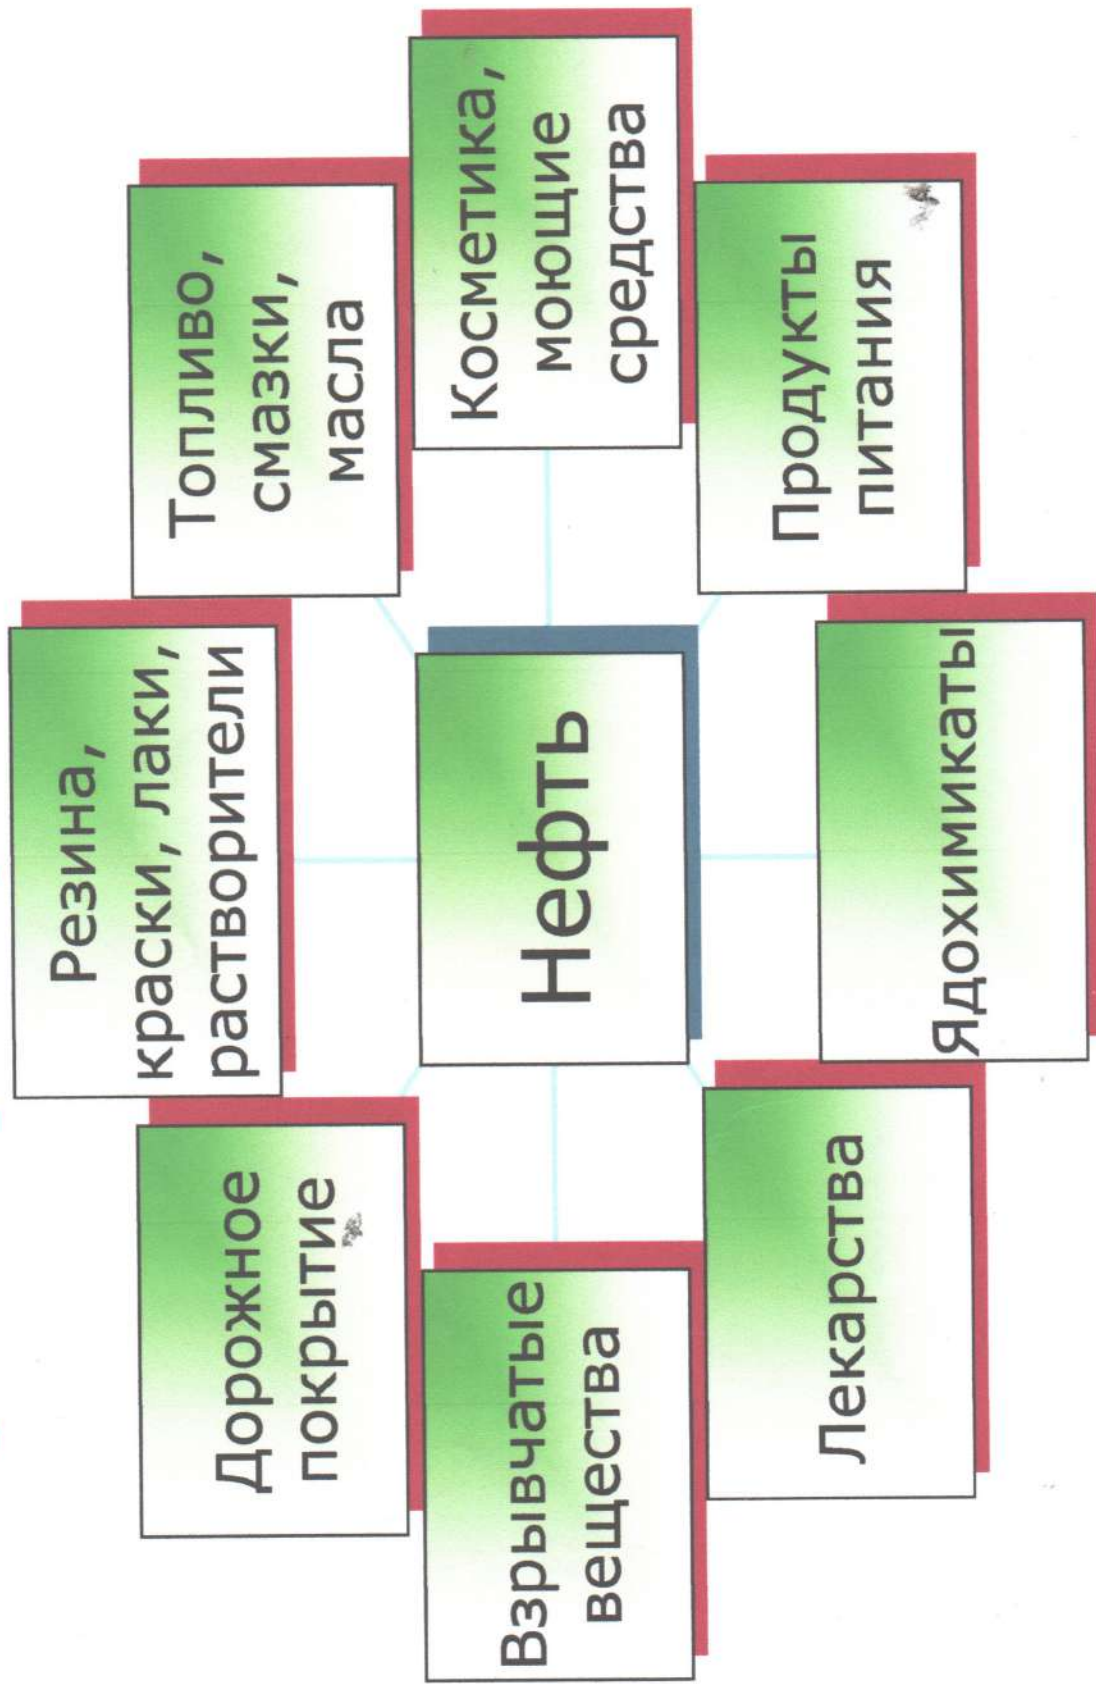 Резина,
краски, лаки,
растворители
Дорожное
покрытие
Топливо,
смазки,
масла
Взрывчатые
вещества
Нефть
Косметика,
моющие
средства
Лекарства
Ядохимикаты
Продукты
питания